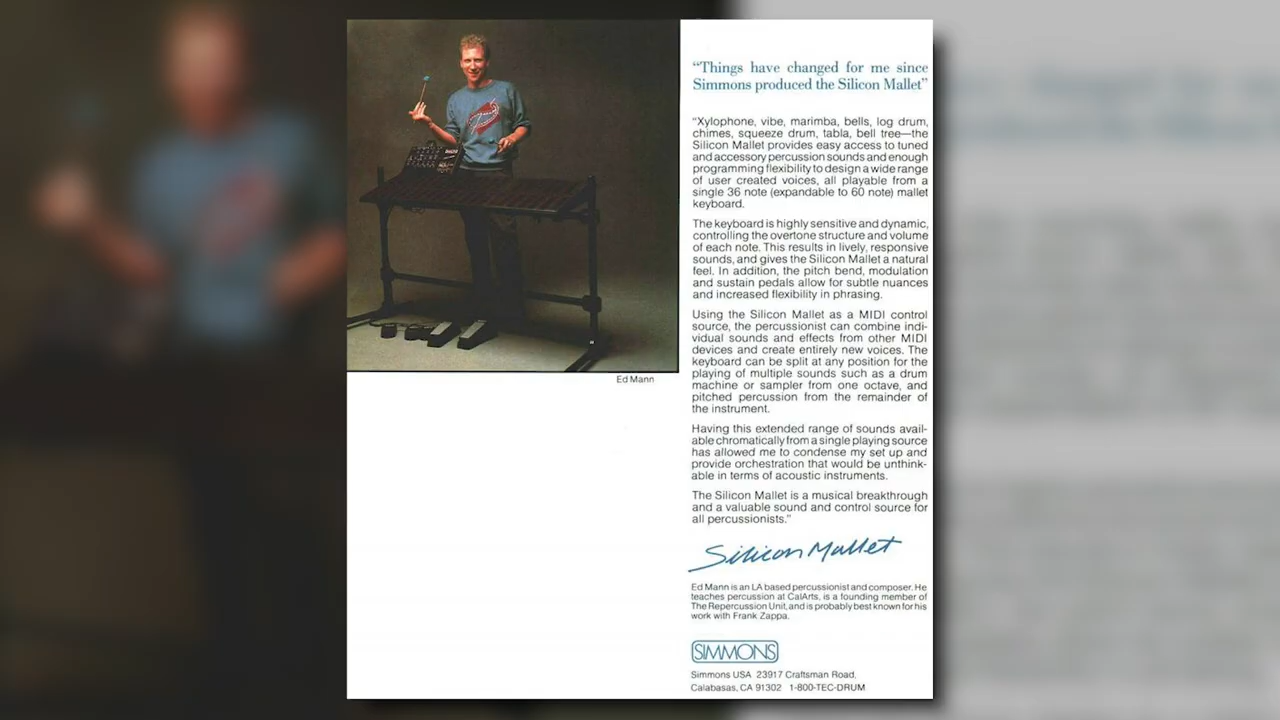 “Things have changed for me since
Simmons produced the Silicon Mallet”
“Xylophone, vibe, marimba, bells, log drum,
chimes, squeeze drum, tabla, bell tree—the
Silicon Mallet provides easy access to tuned
and accessory percussion sounds and enough
programming flexibility to design a wide range
of user created voices, all playable from a
single 36 note (expandable to 60 note) mallet
keyboard.
The keyboard is highly sensitive and dynamic,
controlling the overtone structure and volume
of each note. This results in lively, responsive
sounds, and gives the Silicon Mallet a natural
feel. In addition, the pitch bend, modulation
and sustain pedals allow for subtle nuances
and increased flexibility in phrasing.
Using the Silicon Mallet as a MIDI control
source, the percussionist can combine indi-
vidual sounds and effects from other MIDI
devices and create entirely new voices. The
keyboard can be split at any position for the
playing of multiple sounds such as a drum
machine or sampler from one octave, and
pitched percussion from the remainder of
the instrument.
Having this extended range of sounds avail-
able chromatically from a single playing source
has allowed me to condense my set up and
provide orchestration that would be unthink-
able in terms of acoustic instruments.
The Silicon Mallet is a musical breakthrough
and a valuable sound and control source for
all percussionists.”
Ed Mann
Silicon Mallet
Ed Mann is an LA based percussionist and composer. He
teaches percussion at CalArts, is a founding member of
The Repercussion Unit, and is probably best known for his
work with Frank Zappa.
SIMMONS
Simmons USA 23917 Craftsman Road,
Calabasas, CA 91302 1-800-TEC-DRUM